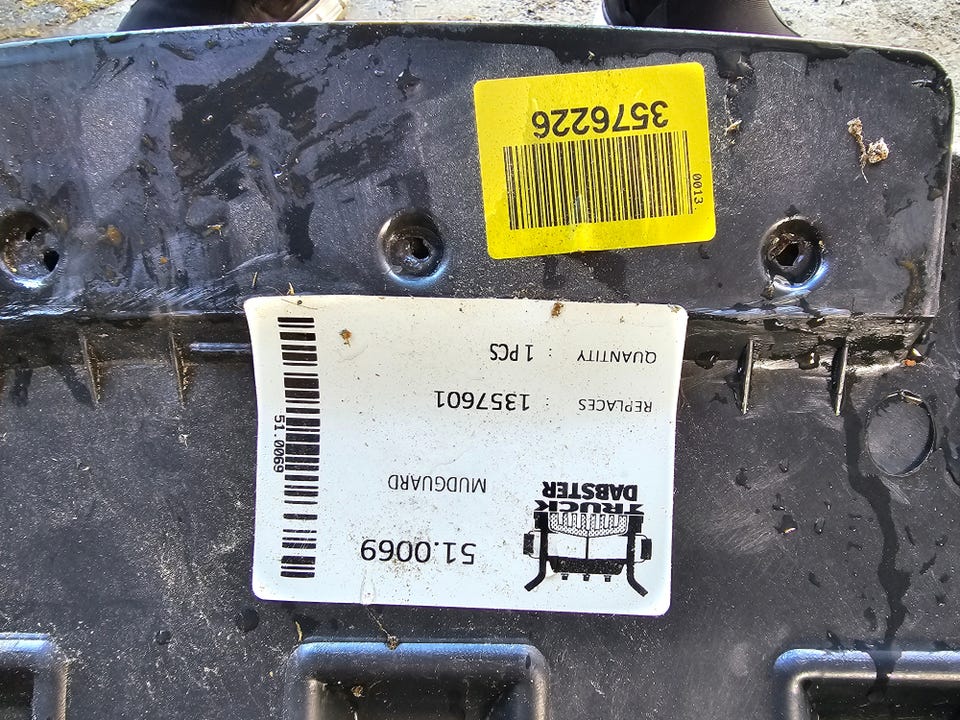 51.0069
TRUCK
DABSTER
MUDGUARD
REPLACES : 1357601
QUANTITY : 1 PCS
51.0069
3576226
0013.